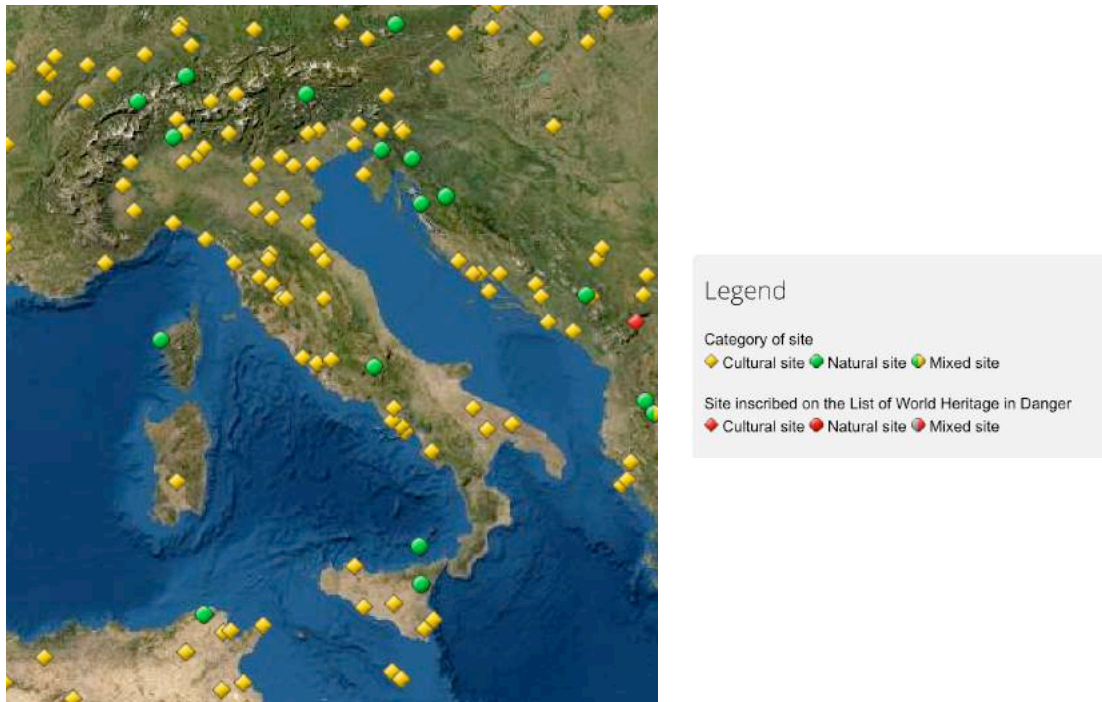 Legend
Category of site
Cultural site Natural site Mixed site
Site inscribed on the List of World Heritage in Danger
Cultural site Natural site Mixed site